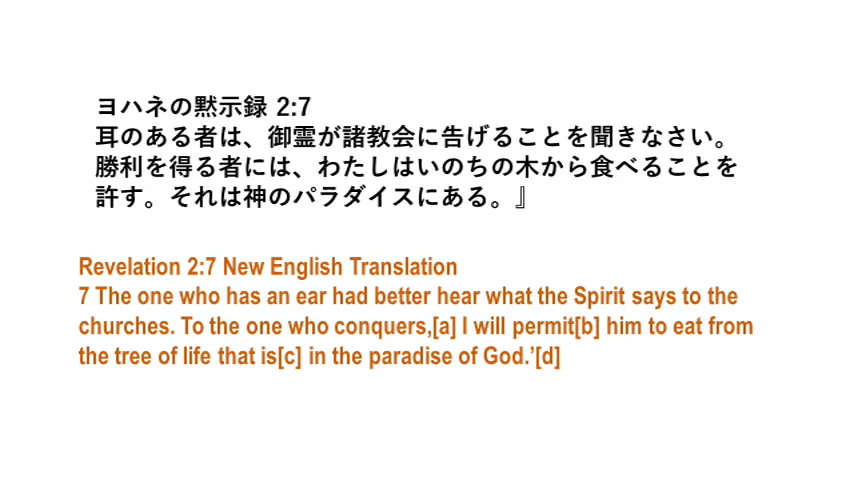 ヨハネの黙示録 2:7
耳のある者は、御霊が諸教会に告げることを聞きなさい。
勝利を得る者には、わたしはいのちの木から食べることを
許す。それは神のパラダイスにある。』
Revelation 2:7 New English Translation
7 The one who has an ear had better hear what the Spirit says to the
churches. To the one who conquers,[a] I will permit[b] him to eat from
the tree of life that is[c] in the paradise of God.’[d]